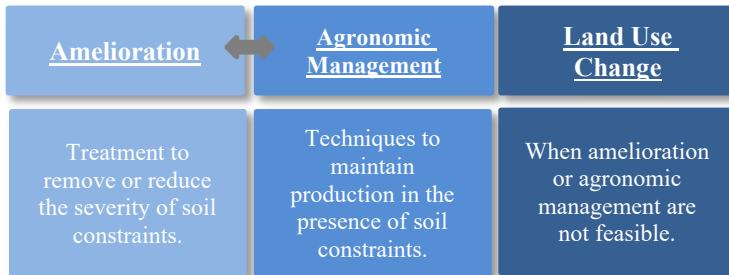 Amelioration
Agronomic
Management
Land Use
Change
Treatment to
remove or reduce
the severity of soil
constraints.
Techniques to
maintain
production in the
presence of soil
constraints.
When amelioration
or agronomic
management are
not feasible.